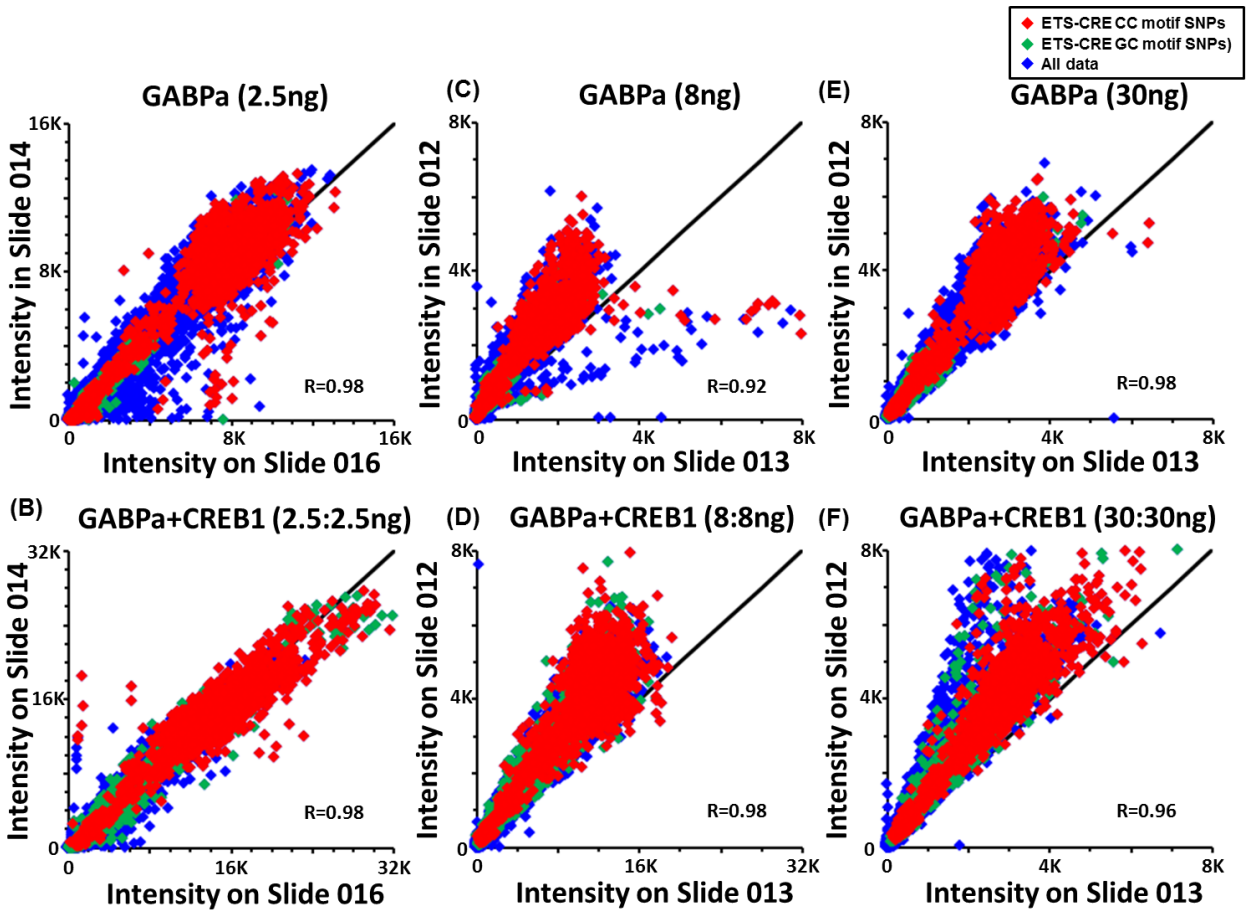 ETS-CRE CC motif SNPs
ETS-CRE GC motif SNPs)
All data
GABPa (2.5ng)
16K
8K
0
0
8K
16K
Intensity in Slide 014
Intensity on Slide 016
R=0.98
(C)
GABPa (8ng)
8K
4K
0
0
4K
8K
Intensity in Slide 012
Intensity on Slide 013
R=0.92
(E)
GABPa (30ng)
8K
4K
0
0
4K
8K
Intensity in Slide 012
Intensity on Slide 013
R=0.98
(B)
GABPa+CREB1 (2.5:2.5ng)
32K
16K
0
0
16K
32K
Intensity on Slide 014
Intensity on Slide 016
R=0.98
(D)
GABPa+CREB1 (8:8ng)
8K
4K
0
0
16K
32K
Intensity on Slide 012
Intensity on Slide 013
R=0.98
(F)
GABPa+CREB1 (30:30ng)
8K
4K
0
0
4K
8K
Intensity on Slide 012
Intensity on Slide 013
R=0.96